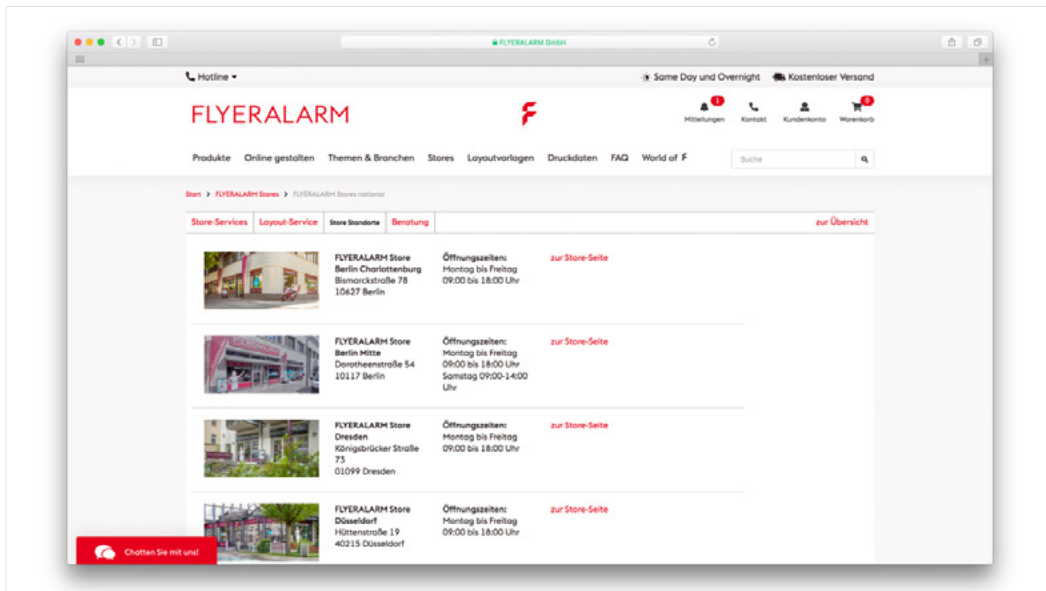 FLYERALARM GmbH
Hotline
Same Day und Overnight
Kostenloser Versand
FLYERALARM
1
0
Mitteilungen
Kontakt
Kundenkonto
Warenkorb
Produkte
Online gestalten
Themen & Branchen
Stores
Layoutvorlagen
Druckdaten
FAQ
World of F
Suche
Start > FLYERALARM Stores > FLYERALARM Stores national
Store-Services
Layout-Service
Store Standorte
Beratung
zur Übersicht
FLYERALARM Store
Berlin Charlottenburg
Bismarckstraße 78
10627 Berlin
Öffnungszeiten:
Montag bis Freitag
09:00 bis 18:00 Uhr
zur Store-Seite
FLYERALARM Store
Berlin Mitte
Dorotheenstraße 54
10117 Berlin
Öffnungszeiten:
Montag bis Freitag
09:00 bis 18:00 Uhr
Samstag 09:00-14:00
Uhr
zur Store-Seite
FLYERALARM Store
Dresden
Königsbrücker Straße
73
01099 Dresden
Öffnungszeiten:
Montag bis Freitag
09:00 bis 18:00 Uhr
zur Store-Seite
FLYERALARM Store
Düsseldorf
Hüttenstraße 19
40215 Düsseldorf
Öffnungszeiten:
Montag bis Freitag
09:00 bis 18:00 Uhr
zur Store-Seite
Chatten Sie mit uns!